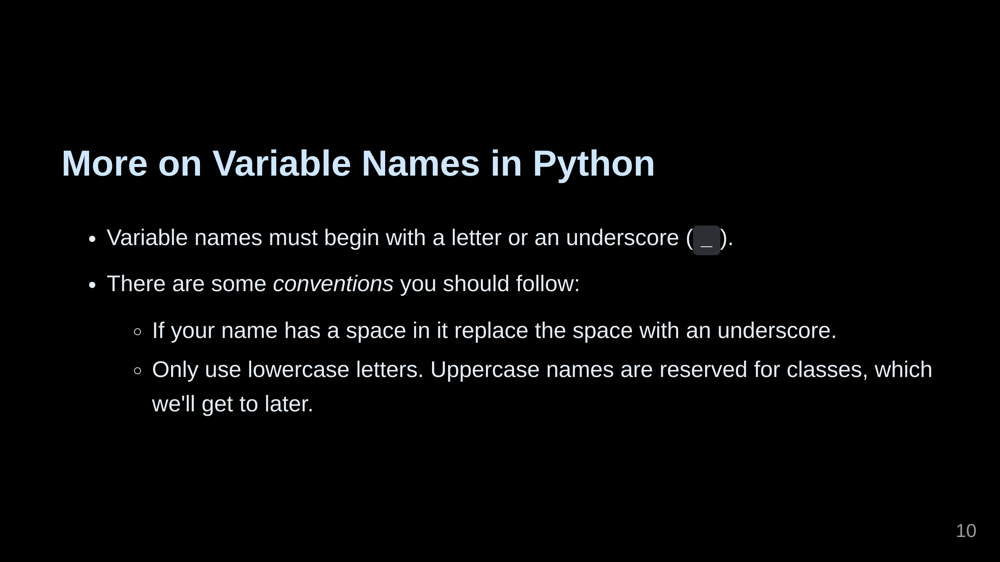 More on Variable Names in Python
• Variable names must begin with a letter or an underscore (_).
• There are some conventions you should follow:
◦ If your name has a space in it replace the space with an underscore.
◦ Only use lowercase letters. Uppercase names are reserved for classes, which
we'll get to later.
10